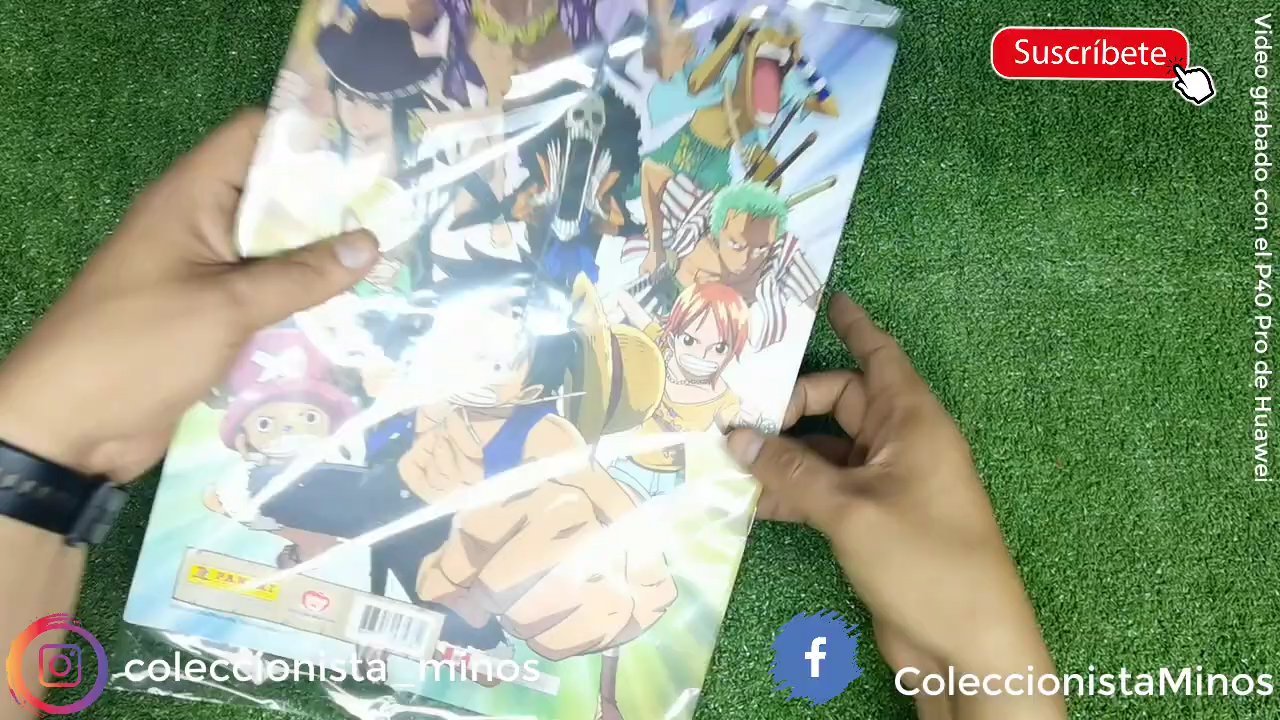 Suscríbete
Video grabado con el P40 Pro de Huawei
PANINI
coleccionista_minos
f
ColeccionistaMinos